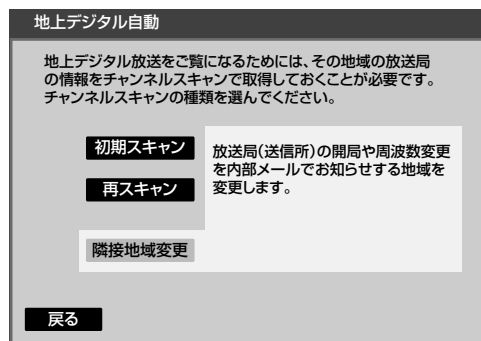 地上デジタル自動
地上デジタル放送をご覧になるためには、その地域の放送局
の情報をチャンネルスキャンで取得しておくことが必要です。
チャンネルスキャンの種類を選んでください。
初期スキャン
再スキャン
隣接地域変更
放送局(送信所)の開局や周波数変更
を内部メールでお知らせする地域を
変更します。
戻る